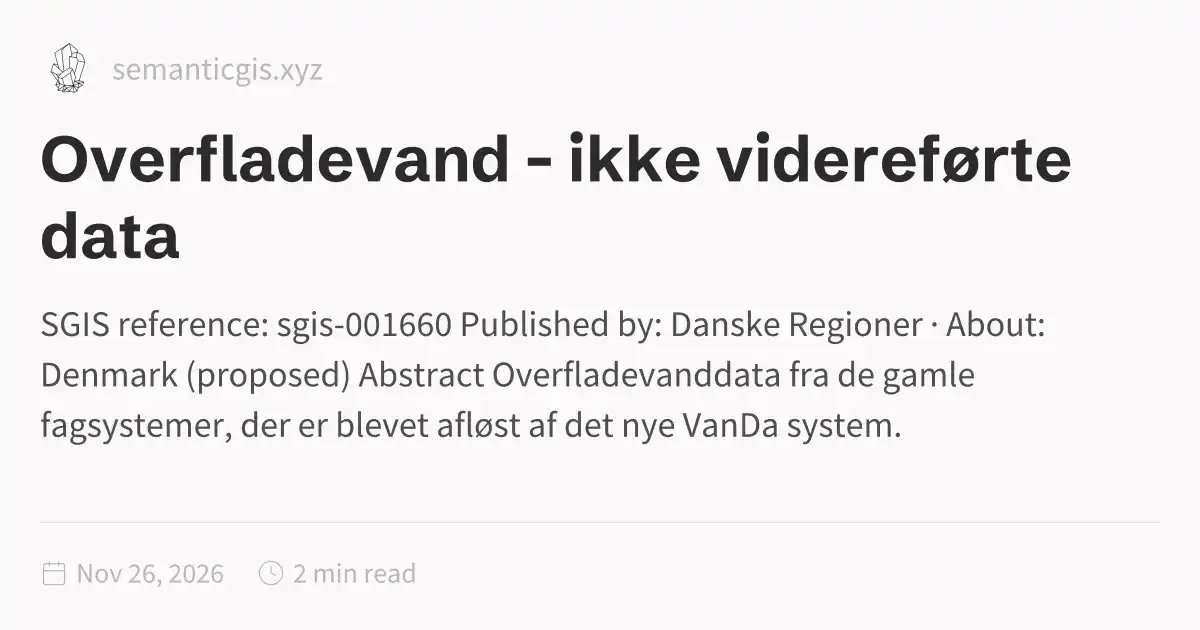 semanticgis.xyz
Overfladevand - ikke videreførte
data
SGIS reference: sgis-001660 Published by: Danske Regioner · About:
Denmark (proposed) Abstract Overfladevanddata fra de gamle
fagsystemer, der er blevet afløst af det nye VanDa system.
Nov 26, 2026 2 min read